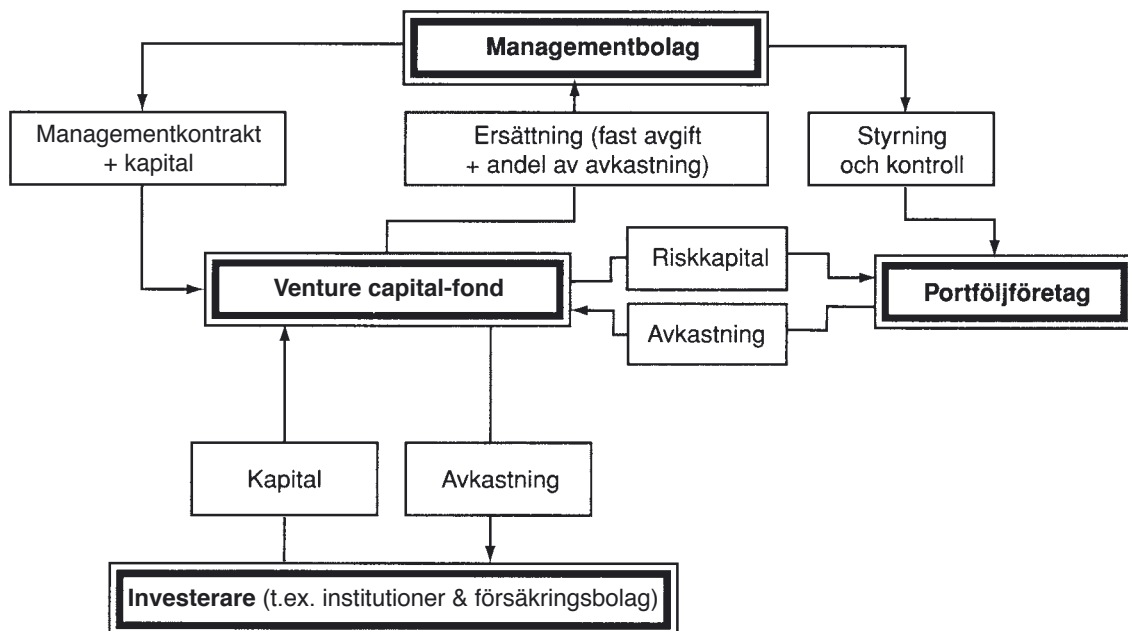 Managementbolag
Managementkontrakt
+ kapital
Ersättning (fast avgift
+ andel av avkastning)
Styrning
och kontroll
Riskkapital
Venture capital-fond
Portföljföretag
Avkastning
Kapital
Avkastning
Investerare (t.ex. institutioner & försäkringsbolag)